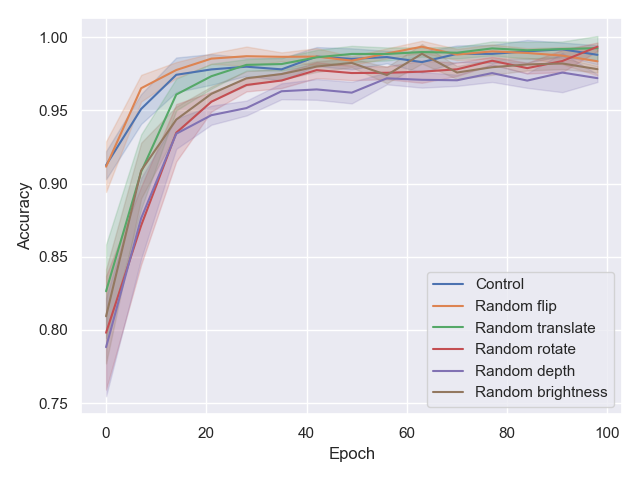 1.00
0.95
0.90
0.85
0.80
0.75
Accuracy
0
20
40
60
80
100
Epoch
Control
Random flip
Random translate
Random rotate
Random depth
Random brightness